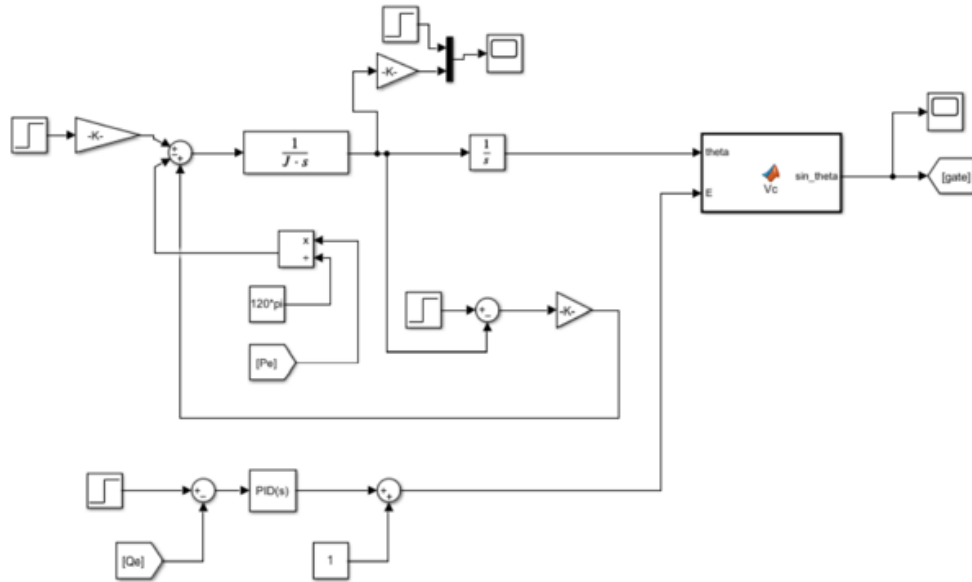 -K-
-K-
1
J · s
1
s
theta
E
sin_theta
Vc
[gate]
x
÷
120*pi
[Pe]
-K-
[Qe]
PID(s)
1
+
-
+
+
-
+
-
+
+